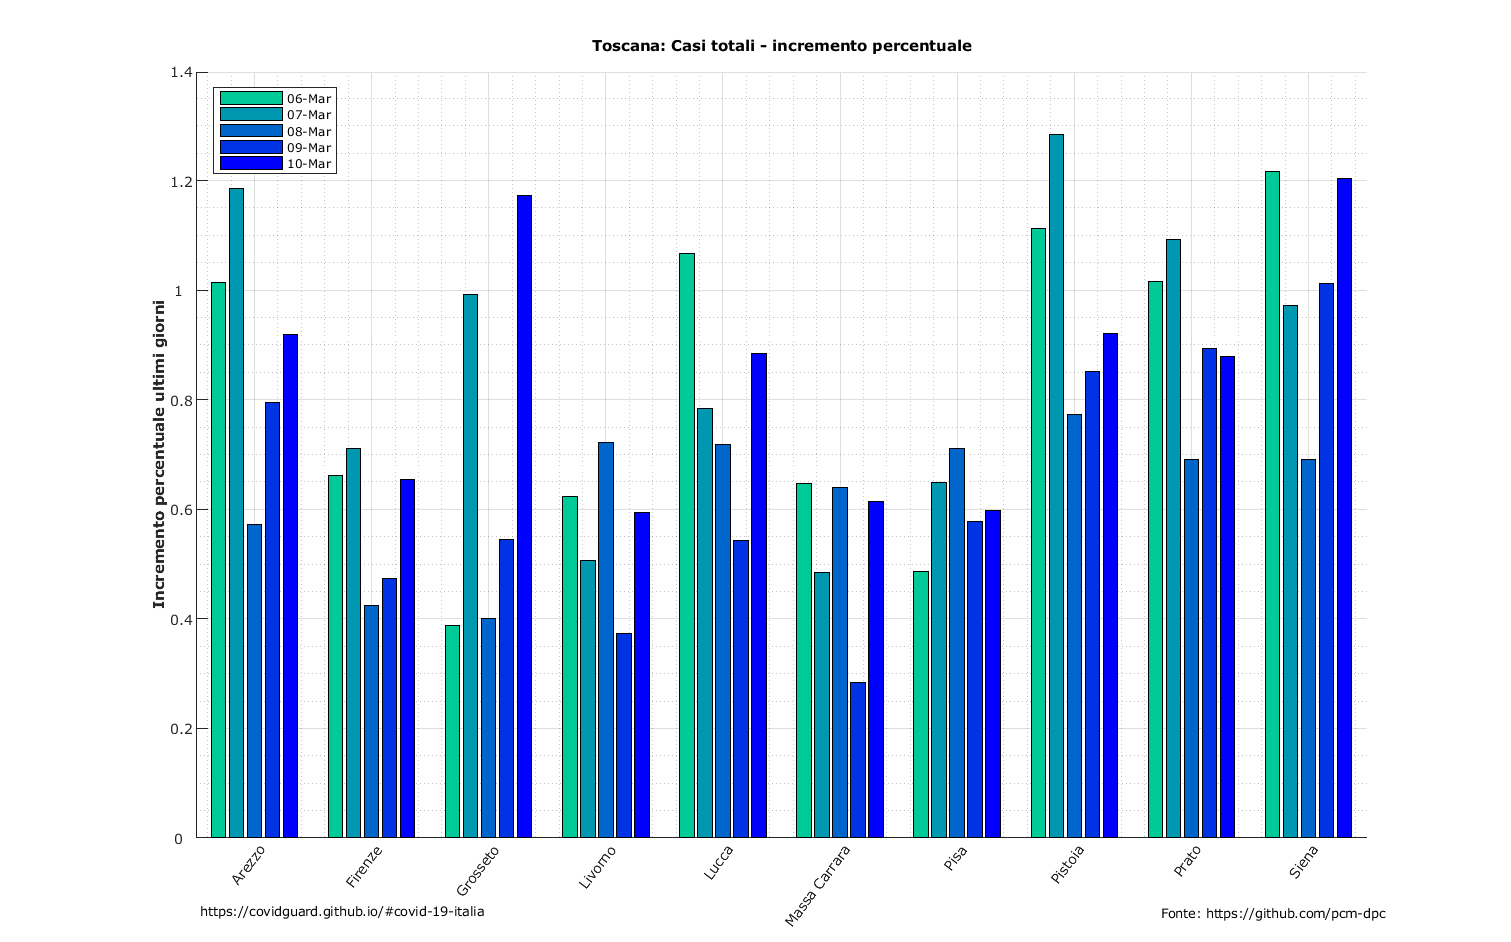 Toscana: Casi totali - incremento percentuale
Incremento percentuale ultimi giorni
1.4
1.2
1
0.8
0.6
0.4
0.2
0
06-Mar
07-Mar
08-Mar
09-Mar
10-Mar
Arezzo
Firenze
Grosseto
Livorno
Lucca
Massa Carrara
Pisa
Pistoia
Prato
Siena
https://covidguard.github.io/#covid-19-italia
Fonte: https://github.com/pcm-dpc